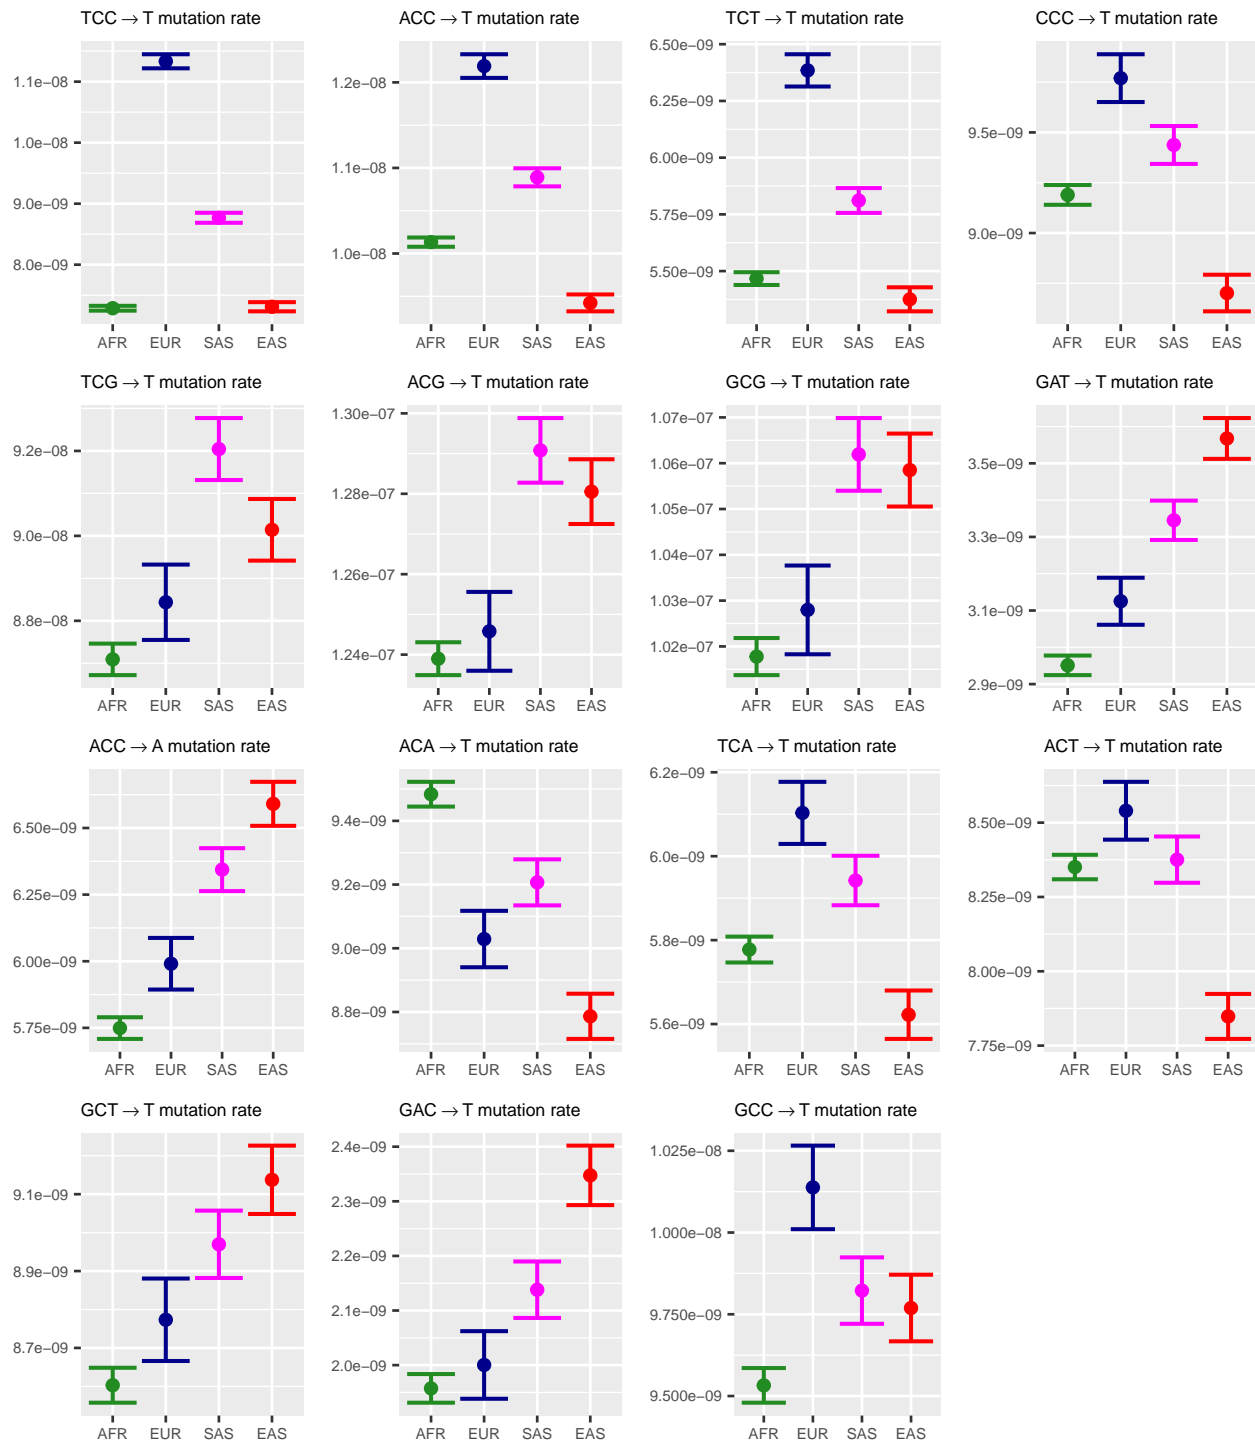 TCC → T mutation rate
1.1e−08
1.0e−08
9.0e−09
8.0e−09
AFR EUR SAS EAS
ACC → T mutation rate
1.2e−08
1.1e−08
1.0e−08
AFR EUR SAS EAS
TCT → T mutation rate
6.50e−09
6.25e−09
6.00e−09
5.75e−09
5.50e−09
AFR EUR SAS EAS
CCC → T mutation rate
9.5e−09
9.0e−09
AFR EUR SAS EAS
TCG → T mutation rate
9.2e−08
9.0e−08
8.8e−08
AFR EUR SAS EAS
ACG → T mutation rate
1.30e−07
1.28e−07
1.26e−07
1.24e−07
AFR EUR SAS EAS
GCG → T mutation rate
1.07e−07
1.06e−07
1.05e−07
1.04e−07
1.03e−07
1.02e−07
AFR EUR SAS EAS
GAT → T mutation rate
3.5e−09
3.3e−09
3.1e−09
2.9e−09
AFR EUR SAS EAS
ACC → A mutation rate
6.50e−09
6.25e−09
6.00e−09
5.75e−09
AFR EUR SAS EAS
ACA → T mutation rate
9.4e−09
9.2e−09
9.0e−09
8.8e−09
AFR EUR SAS EAS
TCA → T mutation rate
6.2e−09
6.0e−09
5.8e−09
5.6e−09
AFR EUR SAS EAS
ACT → T mutation rate
8.50e−09
8.25e−09
8.00e−09
7.75e−09
AFR EUR SAS EAS
GCT → T mutation rate
9.1e−09
8.9e−09
8.7e−09
AFR EUR SAS EAS
GAC → T mutation rate
2.4e−09
2.3e−09
2.2e−09
2.1e−09
2.0e−09
AFR EUR SAS EAS
GCC → T mutation rate
1.025e−08
1.000e−08
9.750e−09
9.500e−09
AFR EUR SAS EAS